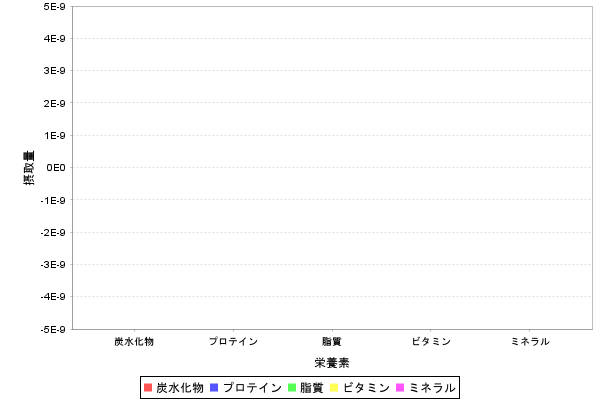 5E-9
4E-9
3E-9
2E-9
1E-9
0E0
-1E-9
-2E-9
-3E-9
-4E-9
-5E-9
摂取量
炭水化物 プロテイン 脂質 ビタミン ミネラル
栄養素
炭水化物 プロテイン 脂質 ビタミン ミネラル